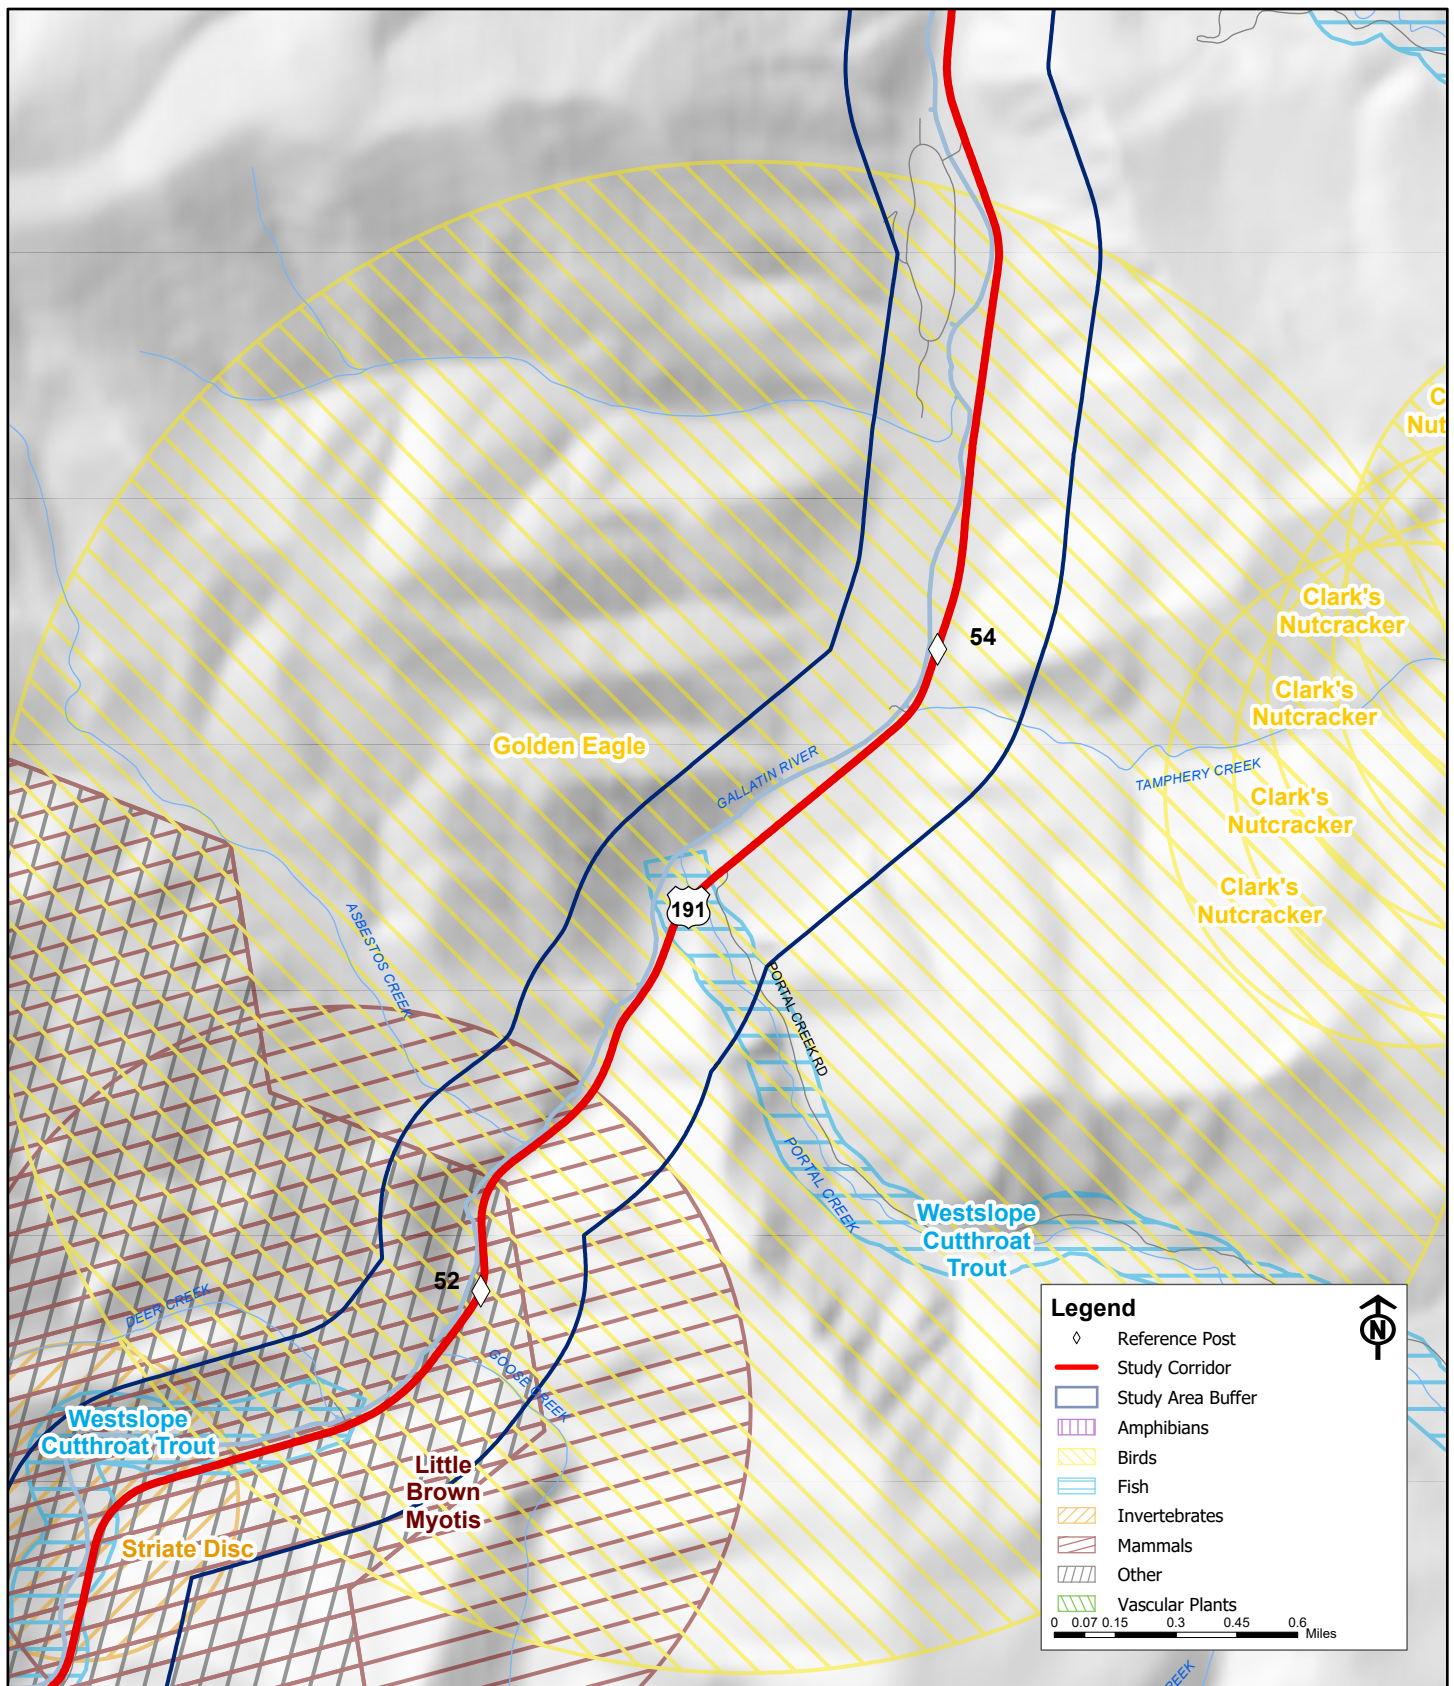 C
Nut
Clark's
Nutcracker
54
Clark's
Nutcracker
Golden Eagle
GALLATIN RIVER
TAMPHERY CREEK
Clark's
Nutcracker
191
Clark's
Nutcracker
ASBESTOS CREEK
PORTAL CREEK RD
PORTAL CREEK
Westslope
Cutthroat
Trout
52
DEER CREEK
GOOSE CREEK
Westslope
Cutthroat Trout
Little
Brown
Myotis
Striate Disc
Legend
N
Reference Post
Study Corridor
Study Area Buffer
Amphibians
Birds
Fish
Invertebrates
Mammals
Other
Vascular Plants
0 0.07 0.15 0.3 0.45 0.6
Miles
REEK